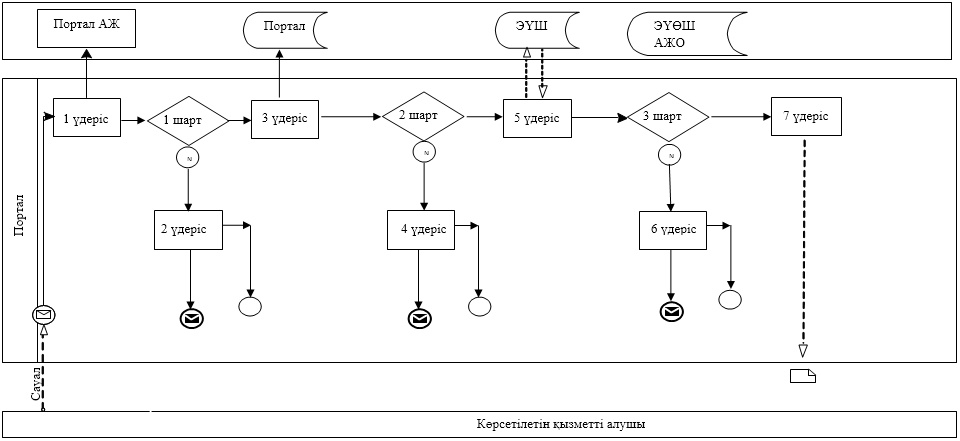 Портал АЖ
Портал
ЭҮШ
ЭҮӨШ
АЖО
Портал
1 үдеріс
1 шарт
3 үдеріс
2 шарт
5 үдеріс
3 шарт
7 үдеріс
N
N
N
2 үдеріс
4 үдеріс
6 үдеріс
Сауал
Көрсетілетін қызметті алушы